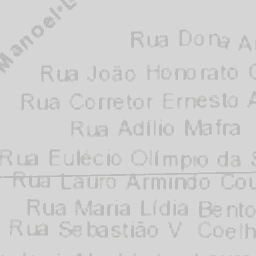 Manoel
Rua Dona
Rua João Honorato
Rua Corretor Ernesto
Rua Adílio Mafra
Rua Eulécio Olímpio da
Rua Lauro Armindo
Rua Maria Lídia Bento
Rua Sebastião V